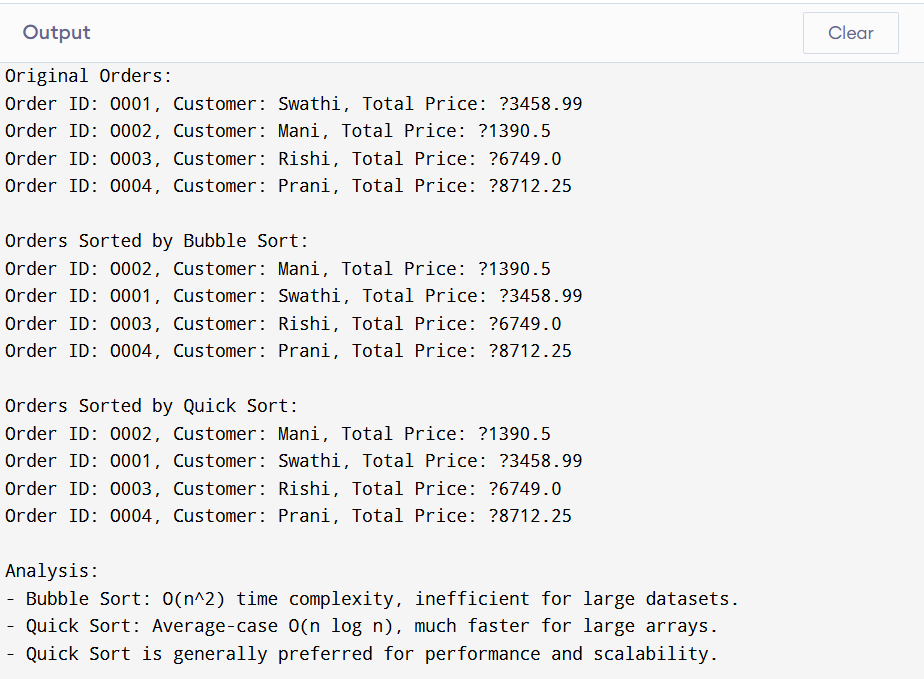 Output
Clear
Original Orders:
Order ID: O001, Customer: Swathi, Total Price: ?3458.99
Order ID: O002, Customer: Mani, Total Price: ?1390.5
Order ID: O003, Customer: Rishi, Total Price: ?6749.0
Order ID: O004, Customer: Prani, Total Price: ?8712.25
Orders Sorted by Bubble Sort:
Order ID: O002, Customer: Mani, Total Price: ?1390.5
Order ID: O001, Customer: Swathi, Total Price: ?3458.99
Order ID: O003, Customer: Rishi, Total Price: ?6749.0
Order ID: O004, Customer: Prani, Total Price: ?8712.25
Orders Sorted by Quick Sort:
Order ID: O002, Customer: Mani, Total Price: ?1390.5
Order ID: O001, Customer: Swathi, Total Price: ?3458.99
Order ID: O003, Customer: Rishi, Total Price: ?6749.0
Order ID: O004, Customer: Prani, Total Price: ?8712.25
Analysis:
- Bubble Sort: O(n^2) time complexity, inefficient for large datasets.
- Quick Sort: Average-case O(n log n), much faster for large arrays.
- Quick Sort is generally preferred for performance and scalability.